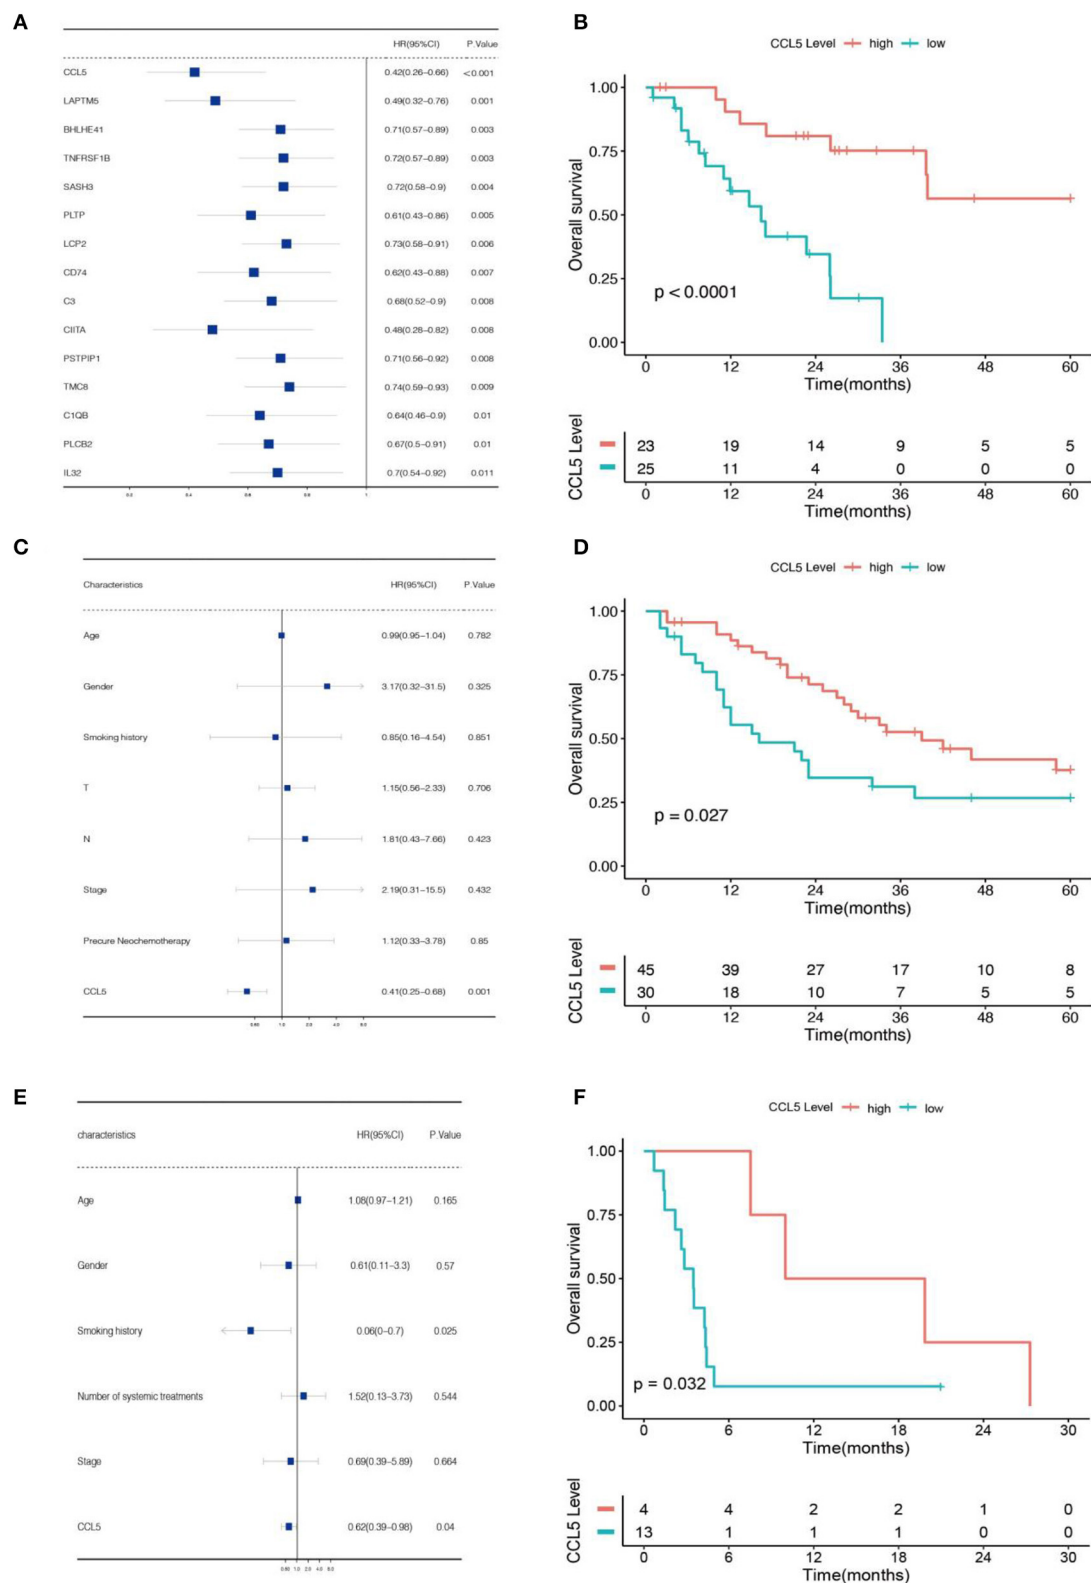 A
HR(95%CI) P.Value
CCL5 0.42(0.26–0.66) <0.001
LAPTM5 0.49(0.32–0.76) 0.001
BHLHE41 0.71(0.57–0.89) 0.003
TNFRSF1B 0.72(0.57–0.89) 0.003
SASH3 0.72(0.58–0.9) 0.004
PLTP 0.61(0.43–0.86) 0.005
LCP2 0.73(0.58–0.91) 0.006
CD74 0.62(0.43–0.88) 0.007
C3 0.68(0.52–0.9) 0.008
CIITA 0.48(0.28–0.82) 0.008
PSTPIP1 0.71(0.56–0.92) 0.008
TMC8 0.74(0.59–0.93) 0.009
C1QB 0.64(0.46–0.9) 0.01
PLCB2 0.67(0.5–0.91) 0.01
IL32 0.7(0.54–0.92) 0.011
0.2 0.4 0.6 0.8 1
B
CCL5 Level high low
Overall survival
1.00
0.75
0.50
0.25
0.00
p < 0.0001
0 12 24 36 48 60
Time(months)
CCL5 Level
23 19 14 9 5 5
25 11 4 0 0 0
0 12 24 36 48 60
Time(months)
C
Characteristics HR(95%CI) P.Value
Age 0.99(0.95–1.04) 0.782
Gender 3.17(0.32–31.5) 0.325
Smoking history 0.85(0.16–4.54) 0.851
T 1.15(0.56–2.33) 0.706
N 1.81(0.43–7.66) 0.423
Stage 2.19(0.31–15.5) 0.432
Precure Neochemotherapy 1.12(0.33–3.78) 0.85
CCL5 0.41(0.25–0.68) 0.001
1.0 2.0 4.0
D
CCL5 Level high low
Overall survival
1.00
0.75
0.50
0.25
0.00
p = 0.027
0 12 24 36 48 60
Time(months)
CCL5 Level
45 39 27 17 10 8
30 18 10 7 5 5
0 12 24 36 48 60
Time(months)
E
characteristics HR(95%CI) P.Value
Age 1.08(0.97–1.21) 0.165
Gender 0.61(0.11–3.3) 0.57
Smoking history 0.06(0–0.7) 0.025
Number of systemic treatments 1.52(0.13–3.73) 0.544
Stage 0.69(0.39–5.89) 0.664
CCL5 0.62(0.39–0.98) 0.04
1.0 2.0 4.0
F
CCL5 Level high low
Overall survival
1.00
0.75
0.50
0.25
0.00
p = 0.032
0 6 12 18 24 30
Time(months)
CCL5 Level
4 4 2 2 1 0
13 1 1 1 0 0
0 6 12 18 24 30
Time(months)